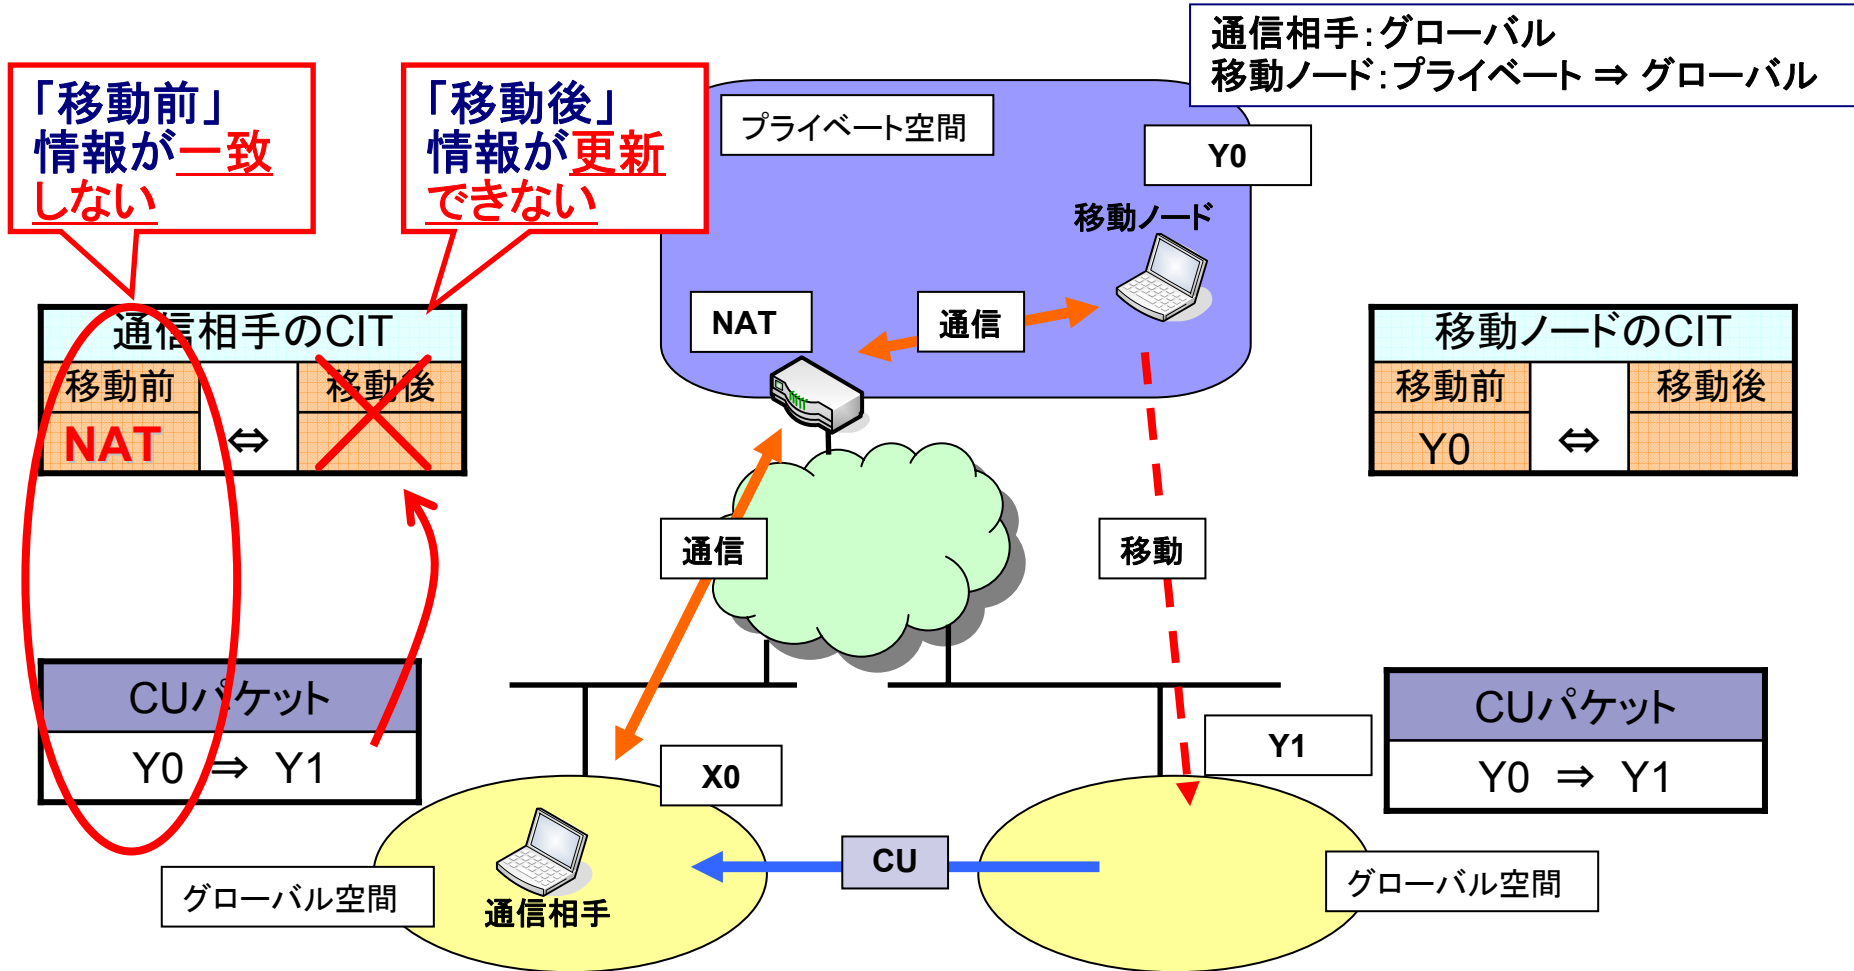 通信相手：グローバル
移動ノード：プライベート ⇒ グローバル
「移動前」
情報が一致
しない
「移動後」
情報が更新
できない
プライベート空間
Y0
移動ノード
NAT
通信
通信相手のCIT
移動前 移動後
NAT ⇔
移動ノードのCIT
移動前 移動後
Y0 ⇔
通信
移動
CUパケット
Y0 ⇒ Y1
X0
Y1
CUパケット
Y0 ⇒ Y1
CU
グローバル空間
通信相手
グローバル空間